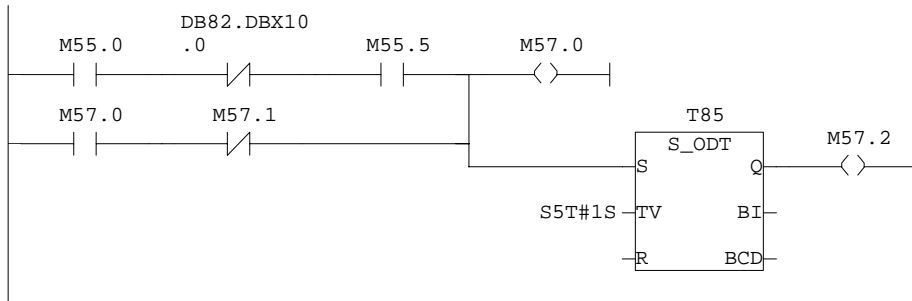 DB82.DBX10
M55.0 .0 M55.5 M57.0
M57.0 M57.1 T85
S_ODT M57.2
S Q
S5T#1S TV BI
R BCD